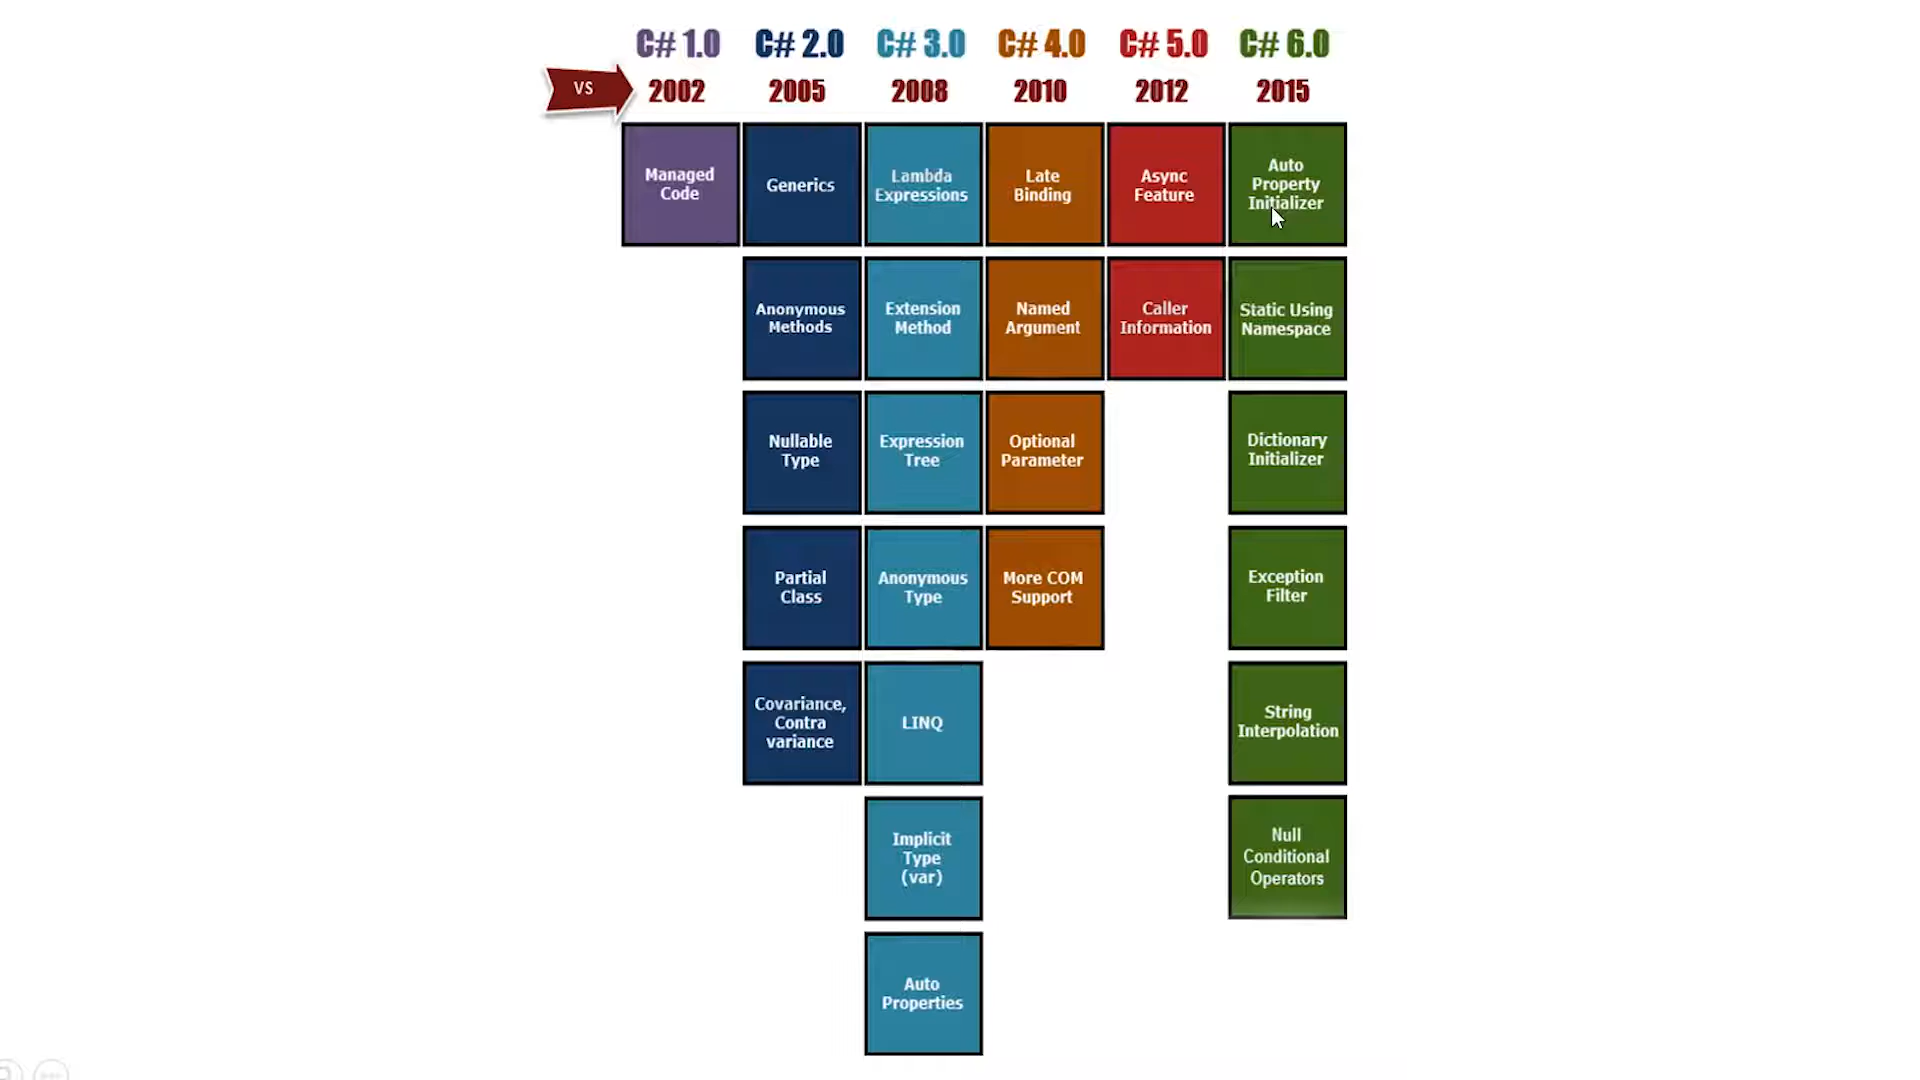 C# 1.0
C# 2.0
C# 3.0
C# 4.0
C# 5.0
C# 6.0
VS
2002
2005
2008
2010
2012
2015
Managed
Code
Generics
Lambda
Expressions
Late
Binding
Async
Feature
Auto
Property
Initializer
Anonymous
Methods
Extension
Method
Named
Argument
Caller
Information
Static Using
Namespace
Nullable
Type
Expression
Tree
Optional
Parameter
Dictionary
Initializer
Partial
Class
Anonymous
Type
More COM
Support
Exception
Filter
Covariance,
Contra
variance
LINQ
String
Interpolation
Implicit
Type
(var)
Null
Conditional
Operators
Auto
Properties